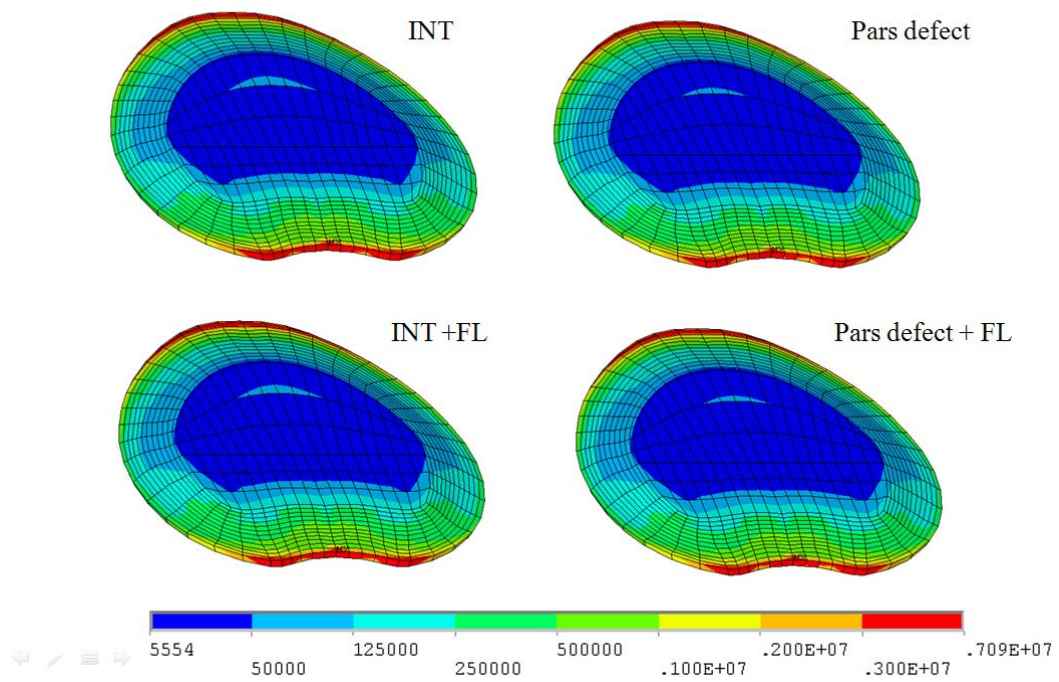 INT
Pars defect
INT +FL
Pars defect + FL
5554 125000 500000 .200E+07 .709E+07
50000 250000 .100E+07 .300E+07